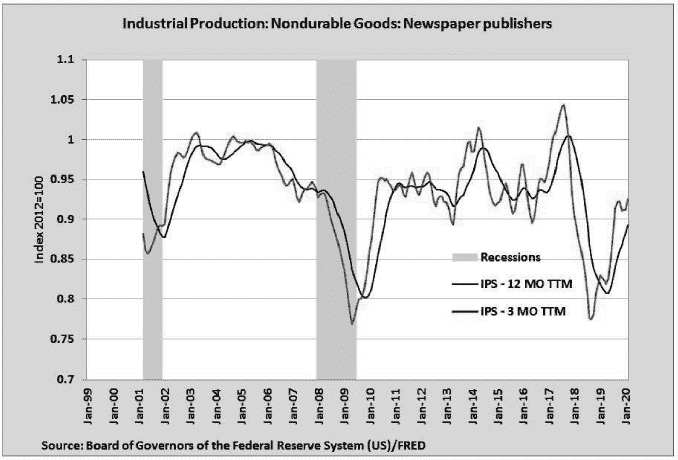 Industrial Production: Nondurable Goods: Newspaper publishers
1.1
1.05
1
0.95
0.9
0.85
0.8
0.75
0.7
Index 2012=100
Recessions
IPS - 12 MO TTM
IPS - 3 MO TTM
Jan-99
Jan-00
Jan-01
Jan-02
Jan-03
Jan-04
Jan-05
Jan-06
Jan-07
Jan-08
Jan-09
Jan-10
Jan-11
Jan-12
Jan-13
Jan-14
Jan-15
Jan-16
Jan-17
Jan-18
Jan-19
Jan-20
Source: Board of Governors of the Federal Reserve System (US)/FRED